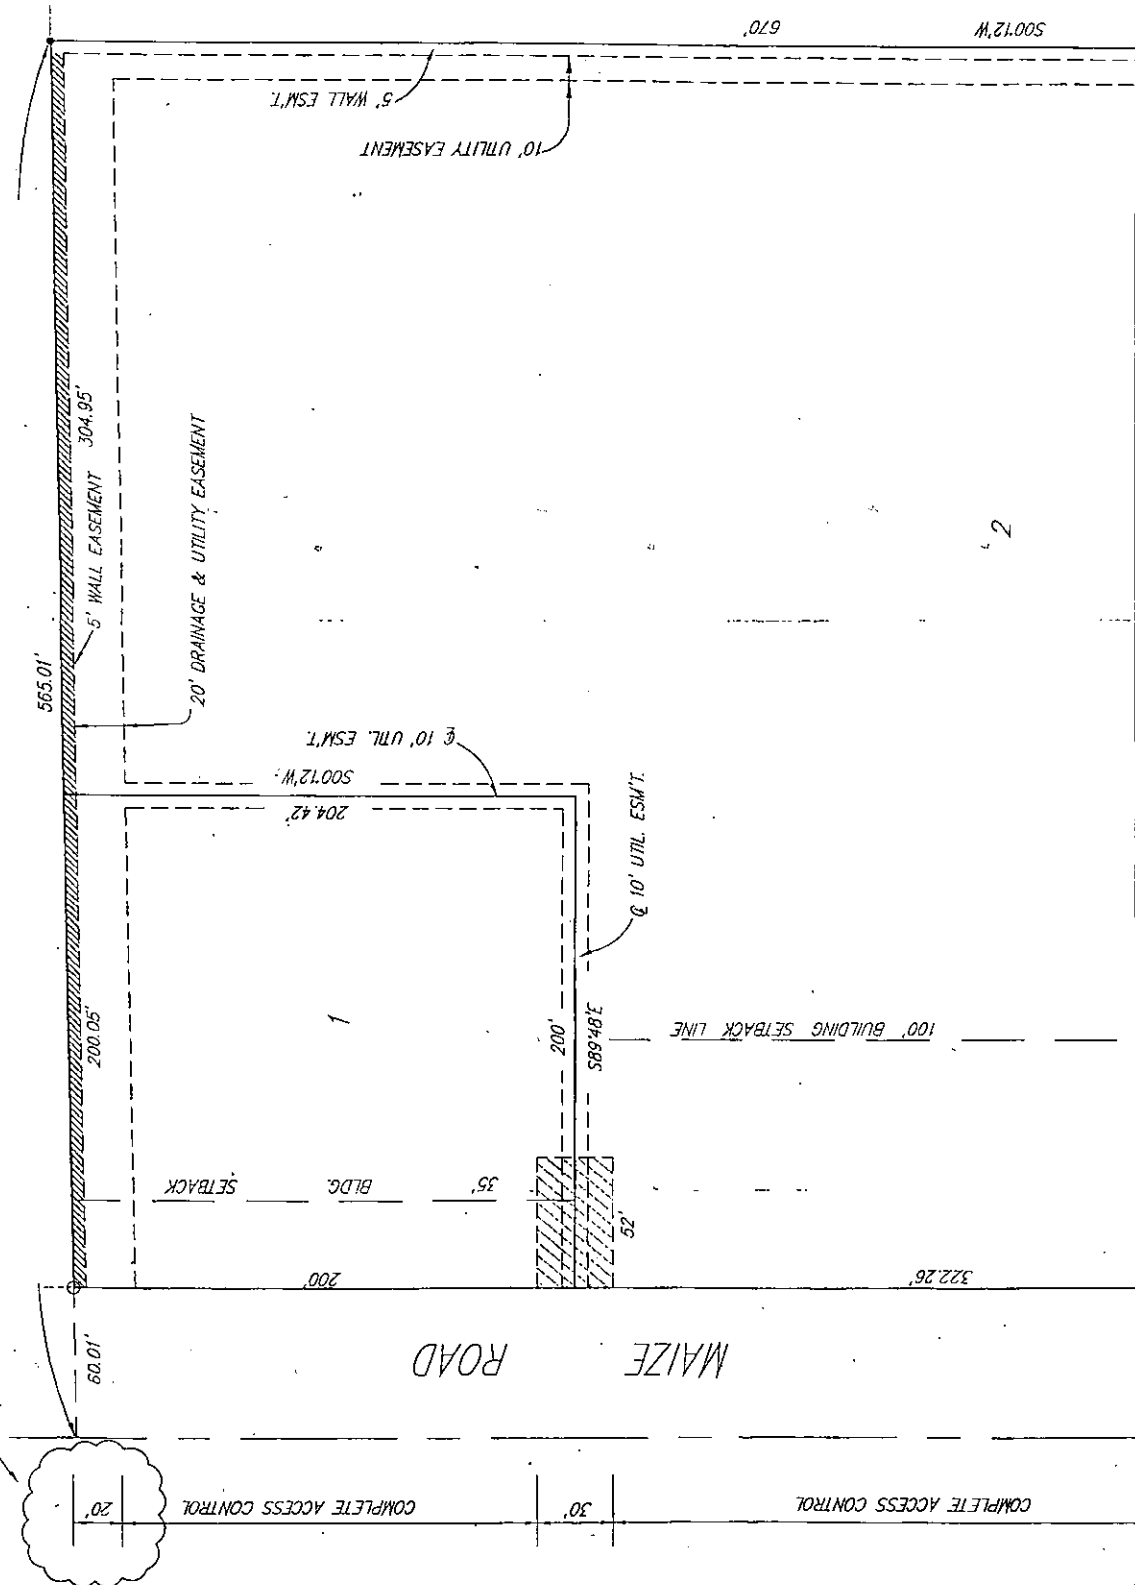 S00°12'W
670'
5' WALL ESM'T.
10' UTILITY EASEMENT
565.01'
304.95'
5' WALL EASEMENT
20' DRAINAGE & UTILITY EASEMENT
℄ 10' UTIL. ESM'T.
S00°12'W
204.42'
2
℄ 10' UTIL. ESM'T.
200.05'
1
200'
S89°48'E
100' BUILDING SETBACK LINE
35' BLDG. SETBACK
52'
200'
322.26'
60.01'
MAIZE ROAD
20'
COMPLETE ACCESS CONTROL
30'
COMPLETE ACCESS CONTROL